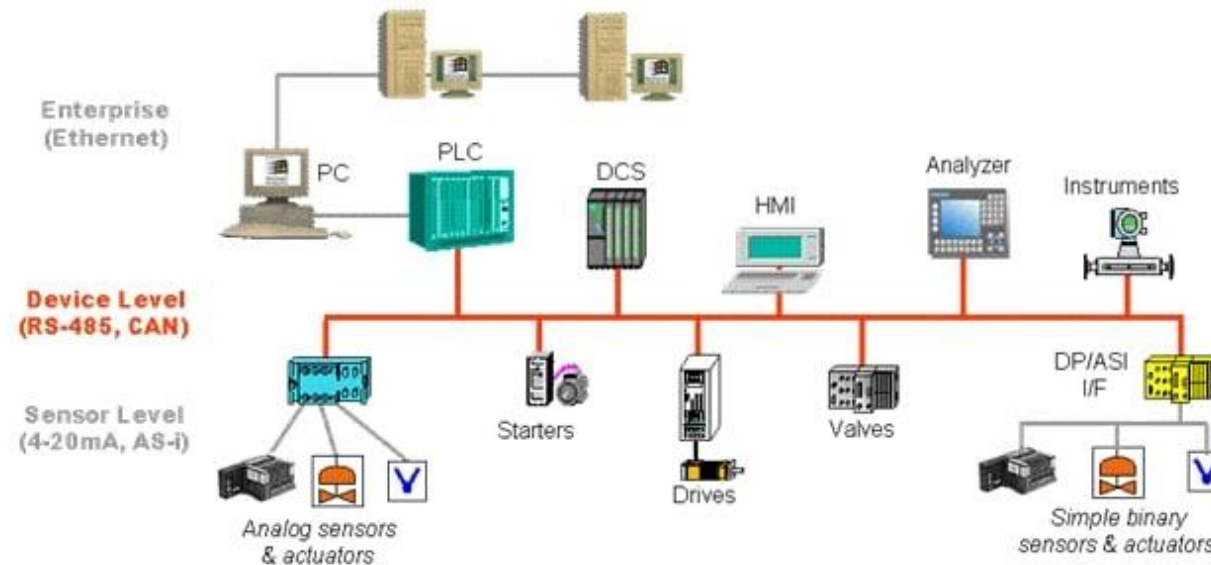 Enterprise
(Ethernet)
PC
PLC
DCS
HMI
Analyzer
Instruments
Device Level
(RS-485, CAN)
Sensor Level
(4-20mA, AS-i)
Starters
Drives
Valves
DP/ASI
I/F
Analog sensors
& actuators
Simple binary
sensors & actuators